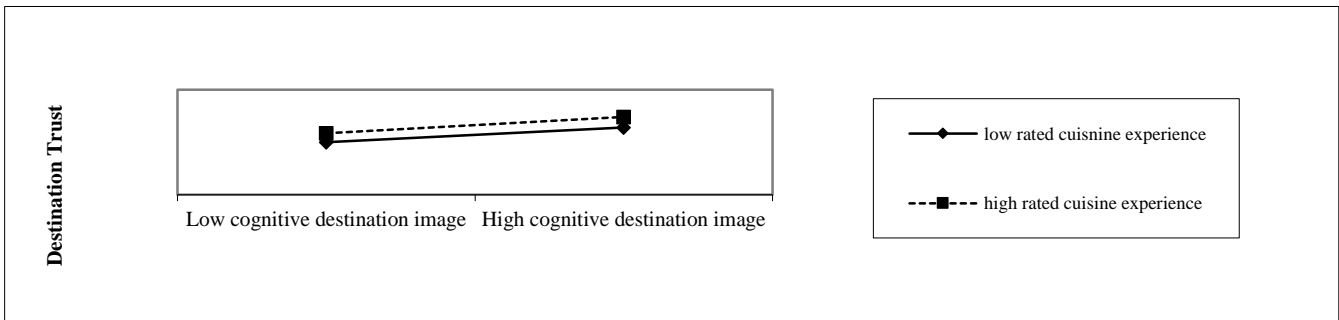 Destination Trust
Low cognitive destination image
High cognitive destination image
low rated cuisnine experience
high rated cuisine experience